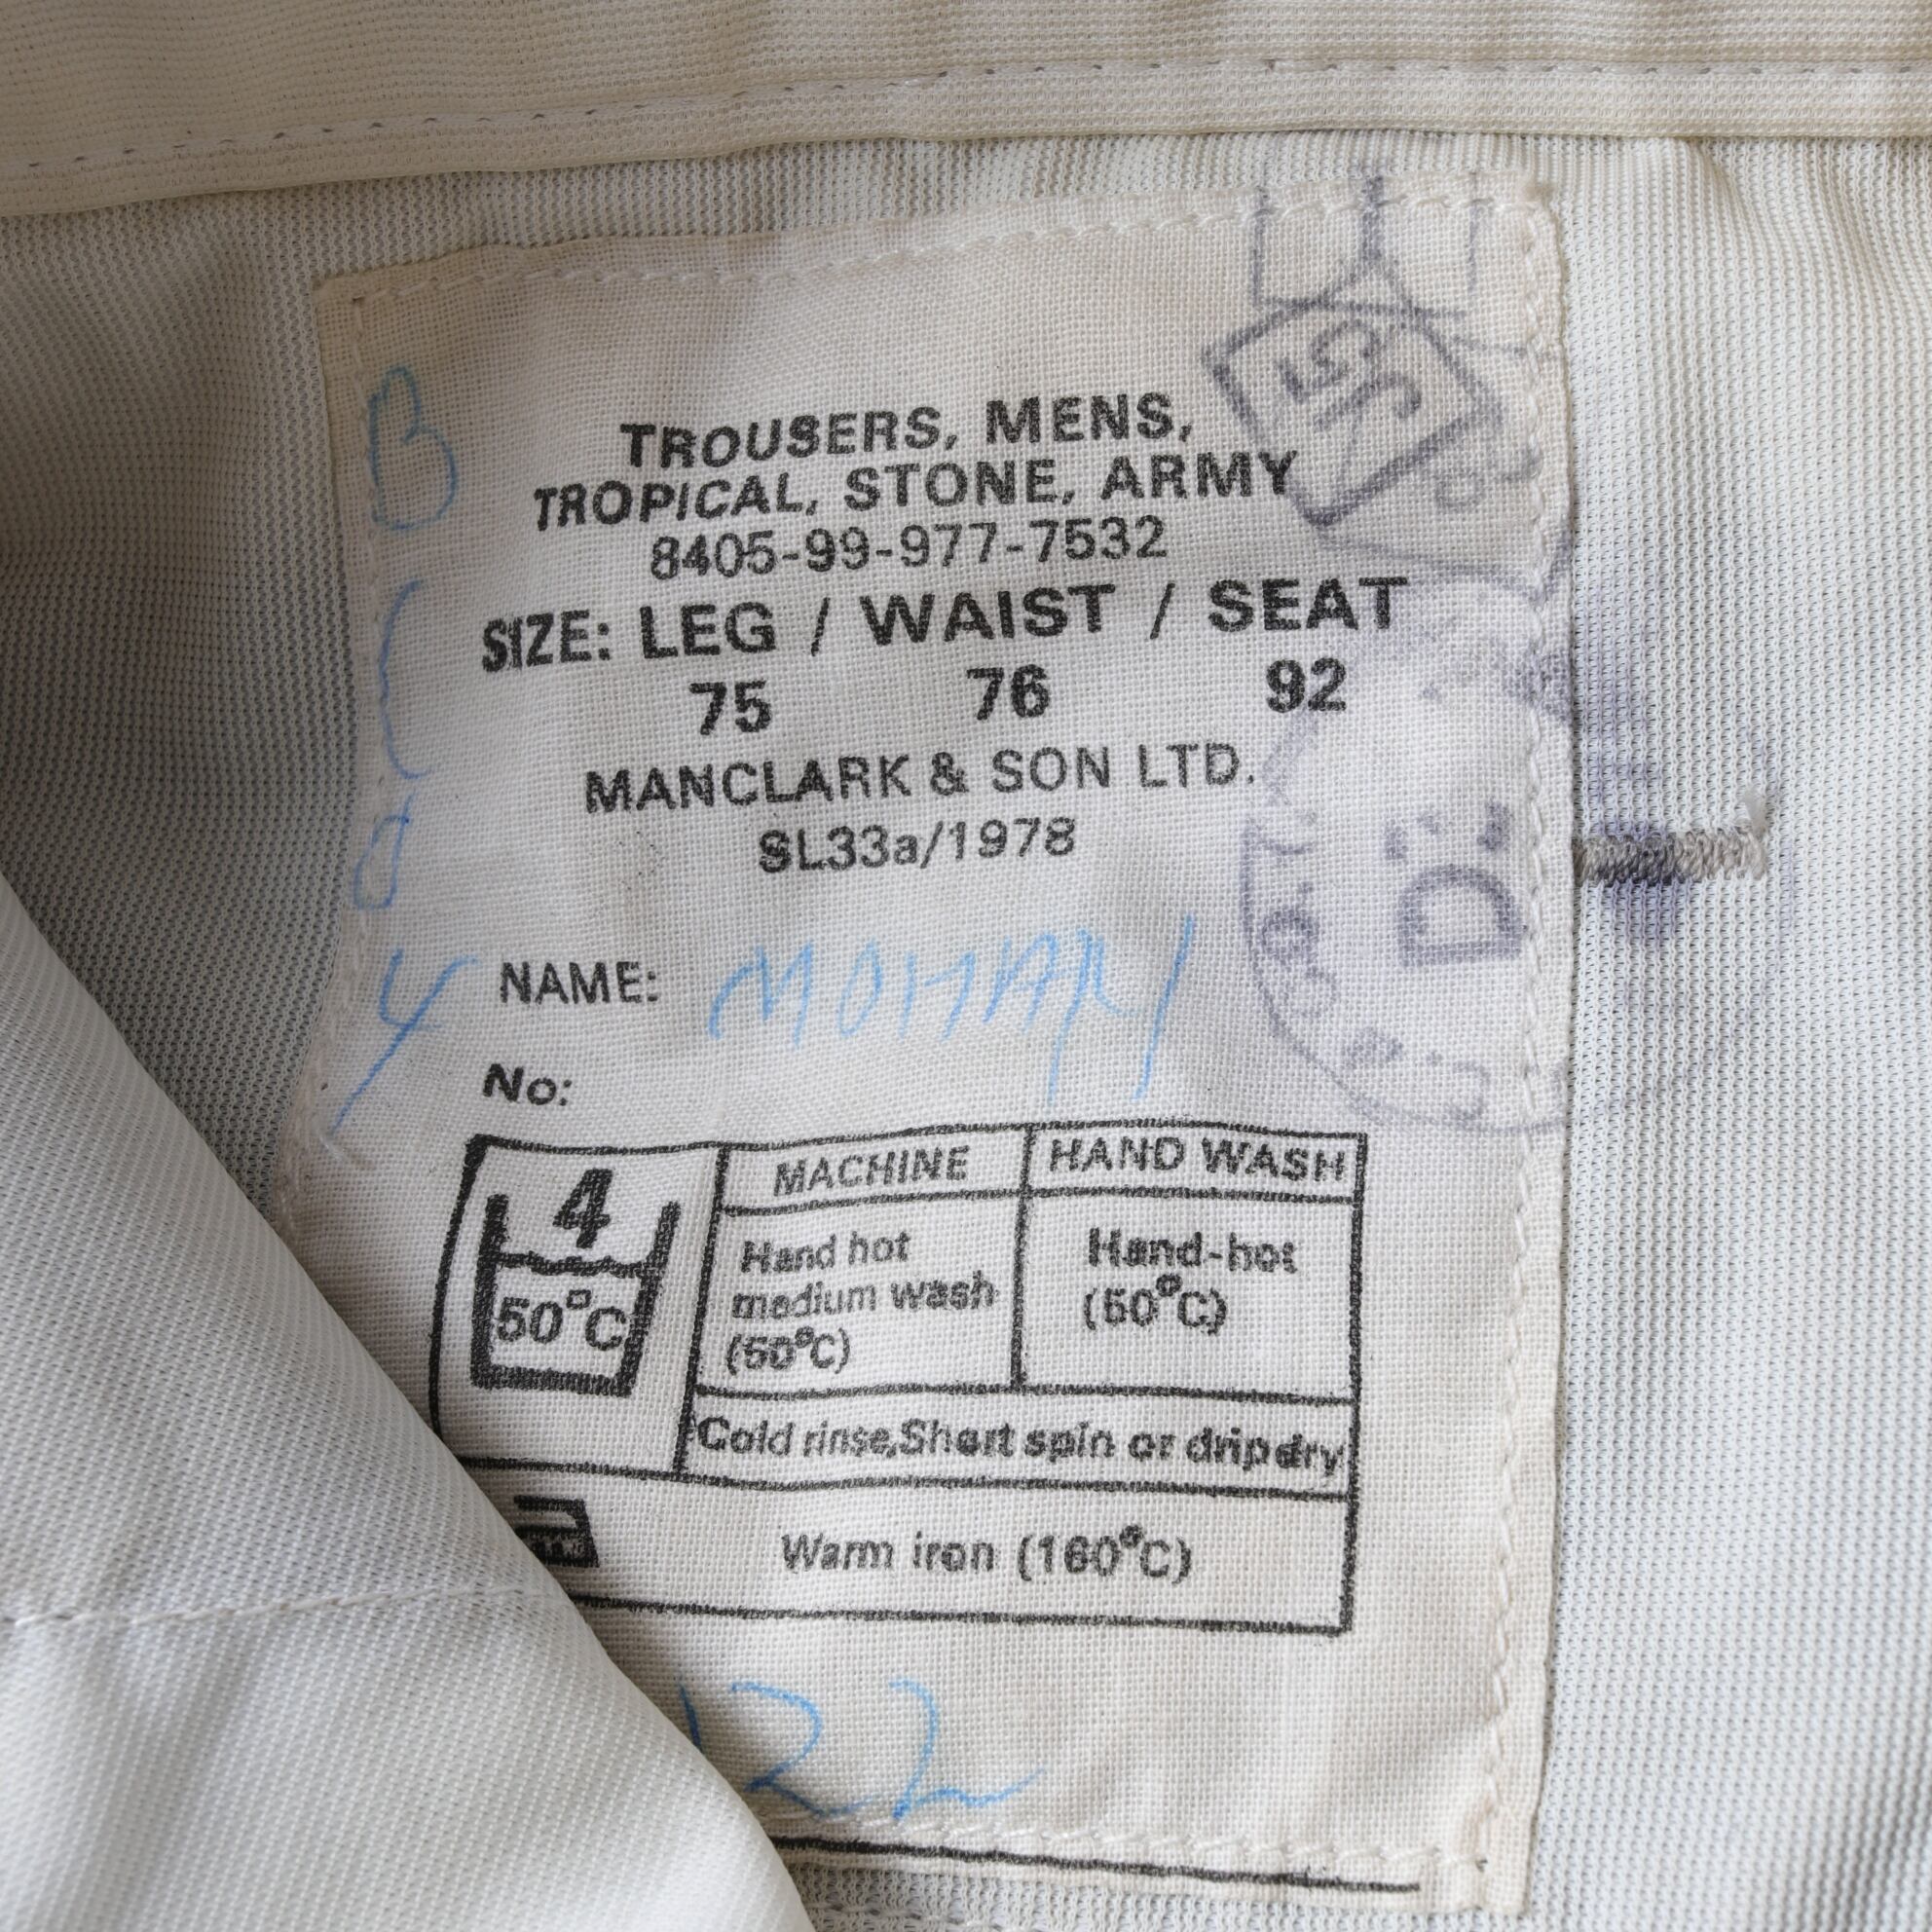 TROUSERS, MENS,
TROPICAL, STONE, ARMY
8405-99-977-7532
SIZE: LEG / WAIST / SEAT
75 76 92
MANCLARK & SON LTD.
SL33a/1978
NAME:
No:
4
50°C
MACHINE
HAND WASH
Hand hot
medium wash
(50°C)
Hand-hot
(50°C)
Cold rinse,Short spin or drip dry
Warm iron (160°C)
22